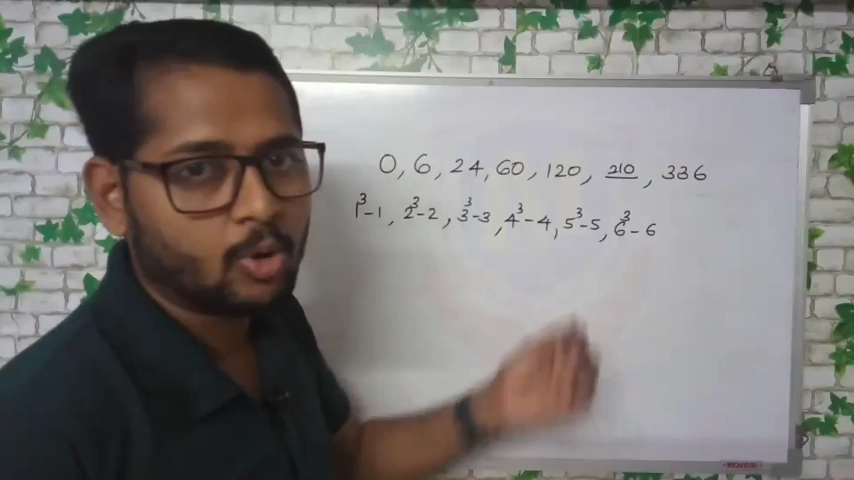 0, 6, 24, 60, 120, 210, 336
1³-1, 2³-2, 3³-3, 4³-4, 5³-5, 6³-6